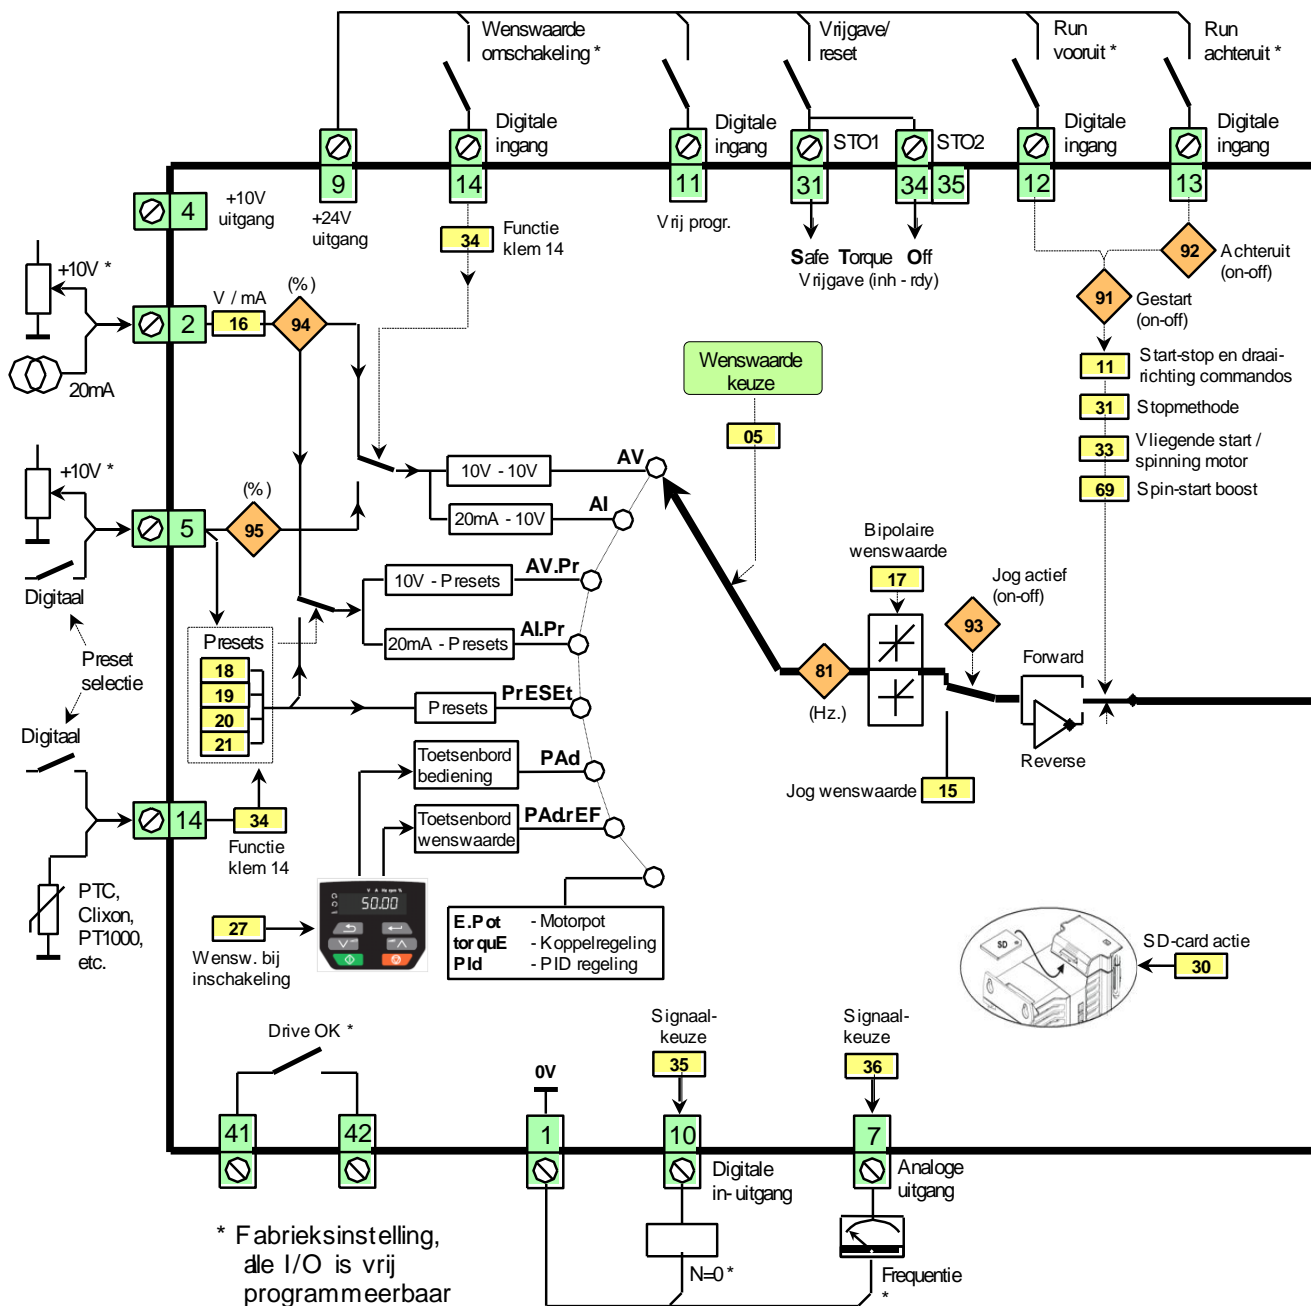 Wenswaarde
omschakeling *
Vrijgave/
reset
Run
vooruit *
Run
achteruit *
Digitale
ingang
Digitale
ingang
STO1
STO2
Digitale
ingang
Digitale
ingang
9
14
11
31
34
35
12
13
4
+10V
uitgang
+24V
uitgang
34
Functie
klem 14
Vrij progr.
Safe Torque Off
Vrijgave (inh - rdy)
92
Achteruit
(on-off)
91
Gestart
(on-off)
+10V *
20mA
2
V / mA
16
(%)
94
11
Start-stop en draai-
richting commandos
31
Stopmethode
33
Vliegende start /
spinning motor
69
Spin-start boost
Wenswaarde
keuze
05
+10V *
5
(%)
95
10V - 10V
AV
20mA - 10V
AI
10V - Presets
AV.Pr
20mA - Presets
AI.Pr
Presets
PrESEt
Toetsenbord
bediening
PAd
Toetsenbord
wenswaarde
PAd.rEF
Bipolaire
wenswaarde
17
Jog actief
(on-off)
93
81
(Hz.)
Forward
Reverse
Jog wenswaarde
15
Digitaal
Preset
selectie
Digitaal
Presets
18
19
20
21
14
34
Functie
klem 14
PTC,
Clixon,
PT1000,
etc.
27
Wensw. bij
inschakeling
50.00
E.Pot - Motorpot
torquE - Koppelregeling
PId - PID regeling
SD
SD-card actie
30
Drive OK *
41
42
0V
1
Signaal-
keuze
35
10
Digitale
in- uitgang
N=0 *
Signaal-
keuze
36
7
Analoge
uitgang
Frequentie
*
* Fabrieksinstelling,
alle I/O is vrij
programmeerbaar